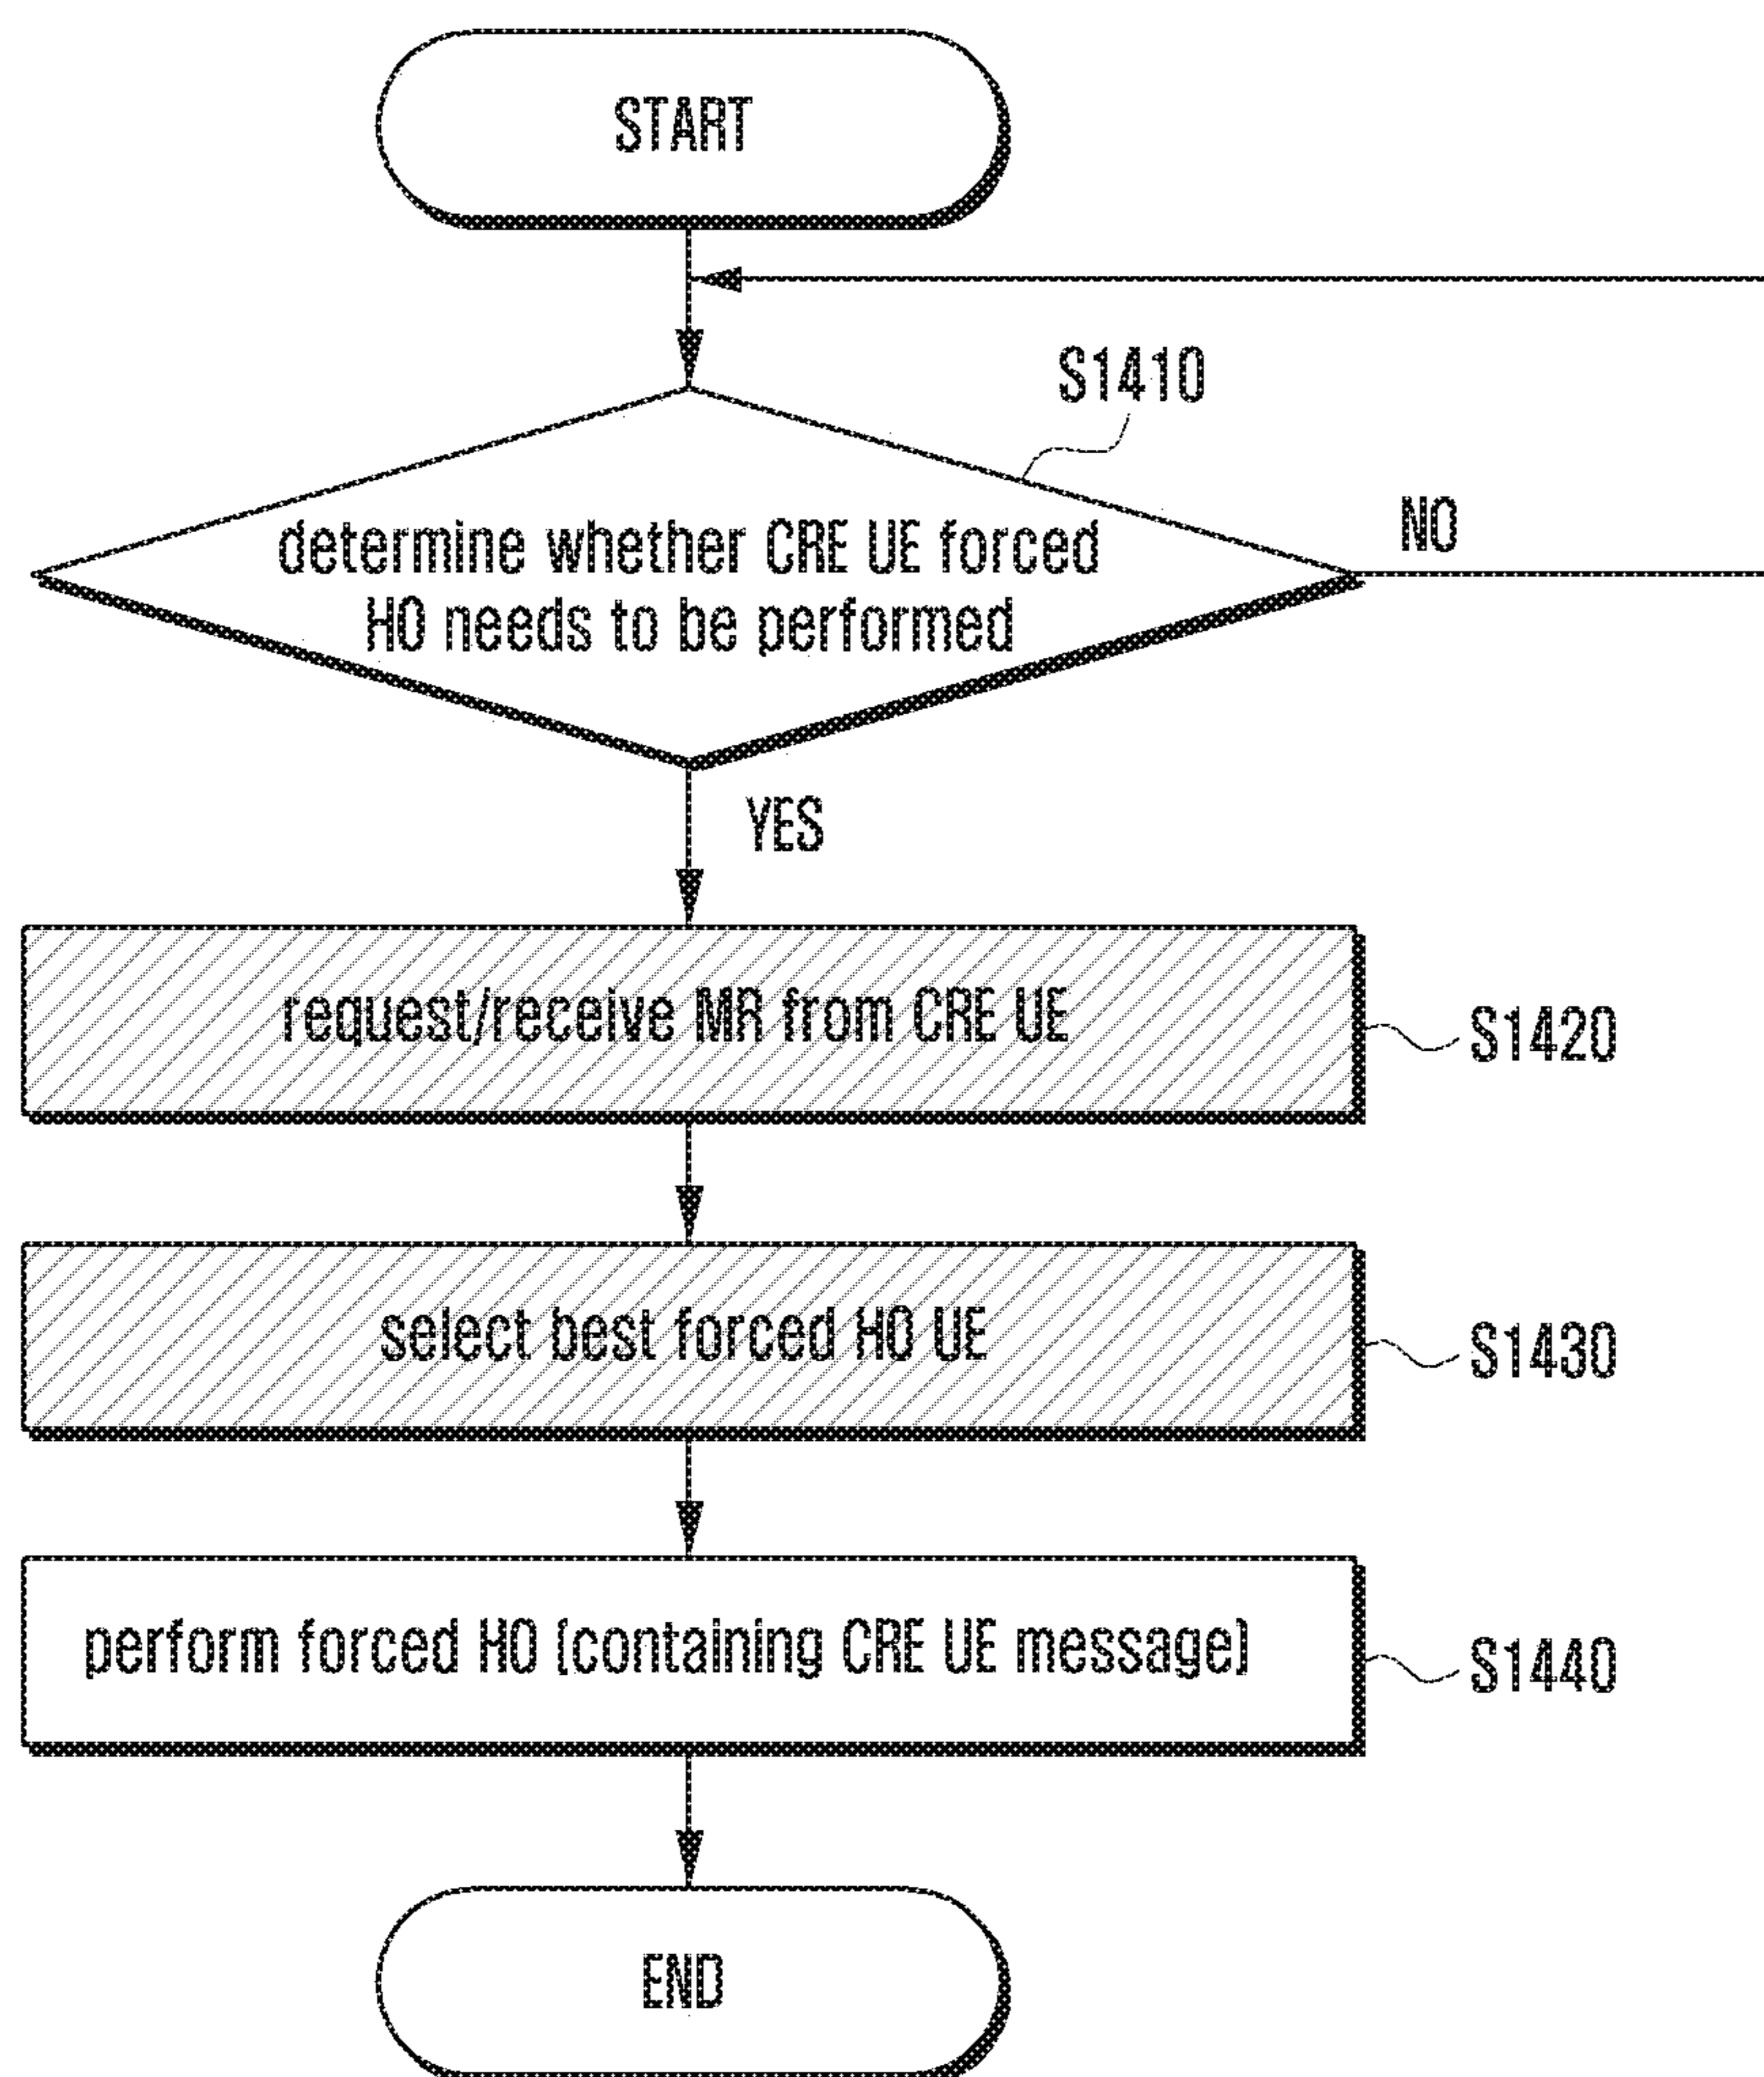 START
S1410
determine whether CRE UE forced
HO needs to be performed
NO
YES
request/receive MR from CRE UE
S1420
select best forced HO UE
S1430
perform forced HO (containing CRE UE message)
S1440
END